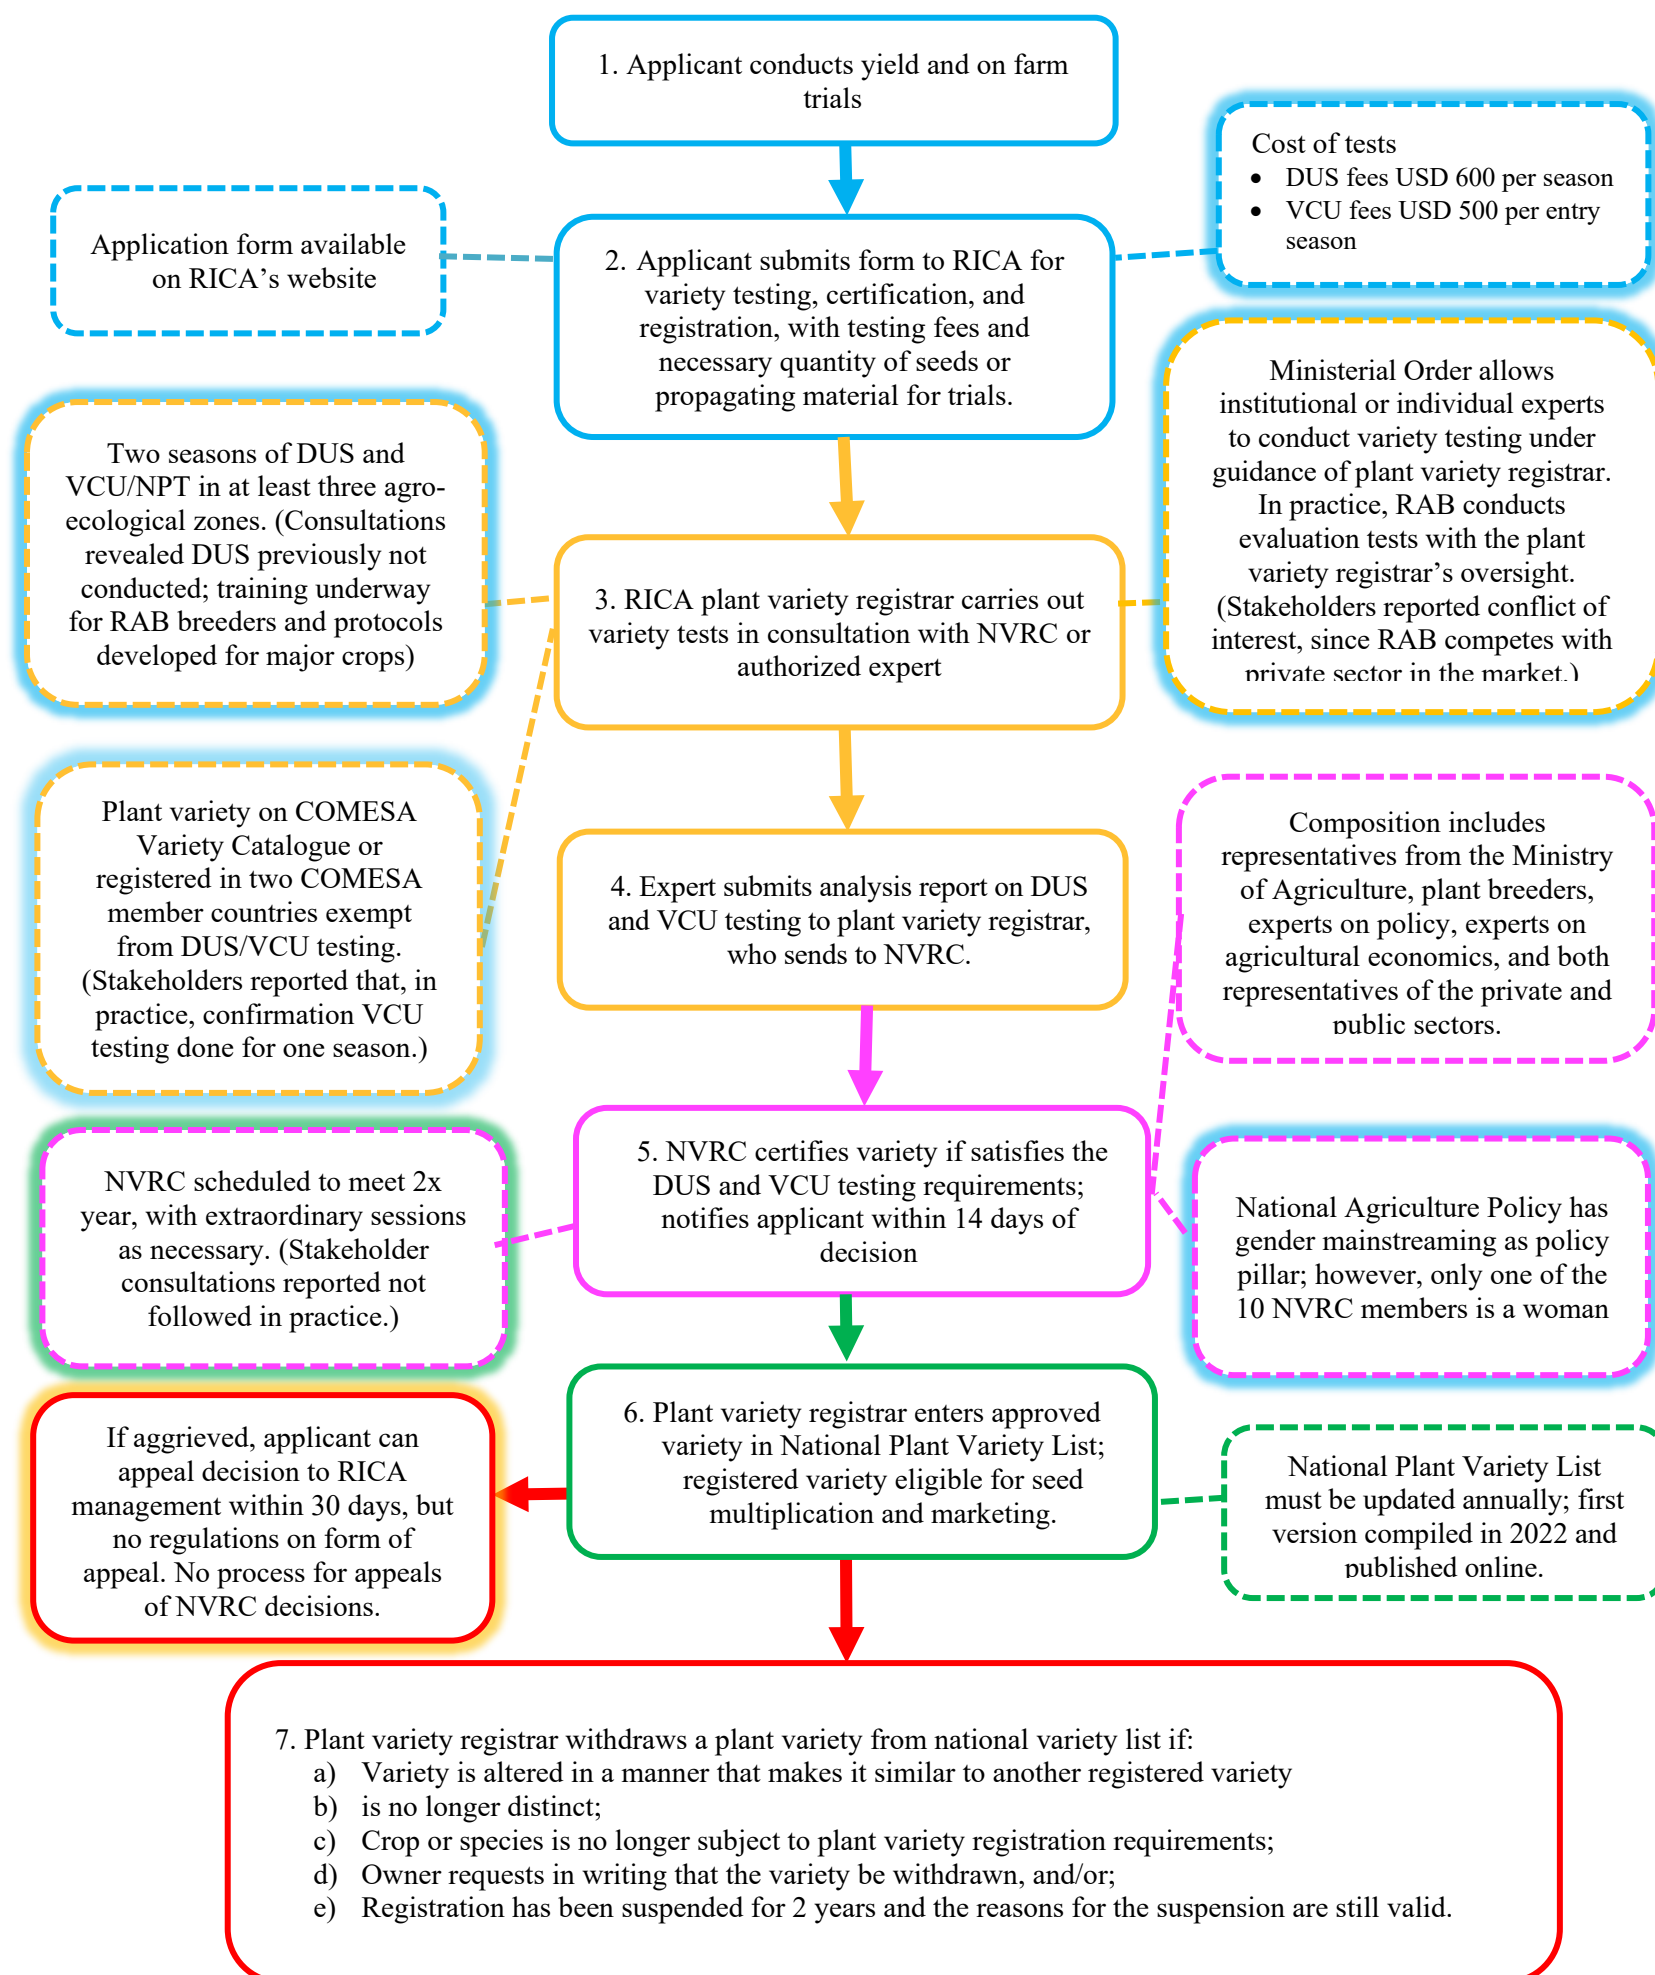 1. Applicant conducts yield and on farm
trials
Cost of tests
• DUS fees USD 600 per season
• VCU fees USD 500 per entry
season
Application form available
on RICA’s website
2. Applicant submits form to RICA for
variety testing, certification, and
registration, with testing fees and
necessary quantity of seeds or
propagating material for trials.
Ministerial Order allows
institutional or individual experts
to conduct variety testing under
guidance of plant variety registrar.
In practice, RAB conducts
evaluation tests with the plant
variety registrar’s oversight.
(Stakeholders reported conflict of
interest, since RAB competes with
private sector in the market.)
Two seasons of DUS and
VCU/NPT in at least three agro-
ecological zones. (Consultations
revealed DUS previously not
conducted; training underway
for RAB breeders and protocols
developed for major crops)
3. RICA plant variety registrar carries out
variety tests in consultation with NVRC or
authorized expert
Plant variety on COMESA
Variety Catalogue or
registered in two COMESA
member countries exempt
from DUS/VCU testing.
(Stakeholders reported that, in
practice, confirmation VCU
testing done for one season.)
4. Expert submits analysis report on DUS
and VCU testing to plant variety registrar,
who sends to NVRC.
Composition includes
representatives from the Ministry
of Agriculture, plant breeders,
experts on policy, experts on
agricultural economics, and both
representatives of the private and
public sectors.
NVRC scheduled to meet 2x
year, with extraordinary sessions
as necessary. (Stakeholder
consultations reported not
followed in practice.)
5. NVRC certifies variety if satisfies the
DUS and VCU testing requirements;
notifies applicant within 14 days of
decision
National Agriculture Policy has
gender mainstreaming as policy
pillar; however, only one of the
10 NVRC members is a woman
If aggrieved, applicant can
appeal decision to RICA
management within 30 days, but
no regulations on form of
appeal. No process for appeals
of NVRC decisions.
6. Plant variety registrar enters approved
variety in National Plant Variety List;
registered variety eligible for seed
multiplication and marketing.
National Plant Variety List
must be updated annually; first
version compiled in 2022 and
published online.
7. Plant variety registrar withdraws a plant variety from national variety list if:
a) Variety is altered in a manner that makes it similar to another registered variety
b) is no longer distinct;
c) Crop or species is no longer subject to plant variety registration requirements;
d) Owner requests in writing that the variety be withdrawn, and/or;
e) Registration has been suspended for 2 years and the reasons for the suspension are still valid.